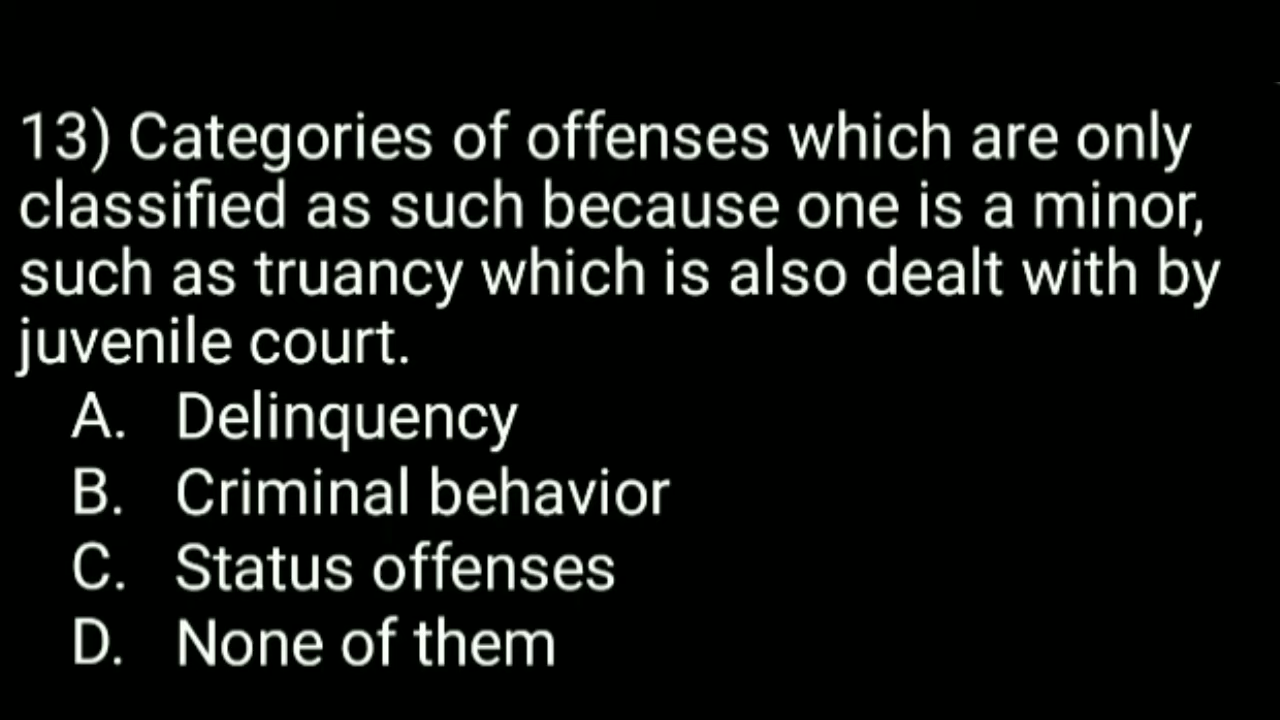 13) Categories of offenses which are only
classified as such because one is a minor,
such as truancy which is also dealt with by
juvenile court.
A. Delinquency
B. Criminal behavior
C. Status offenses
D. None of them